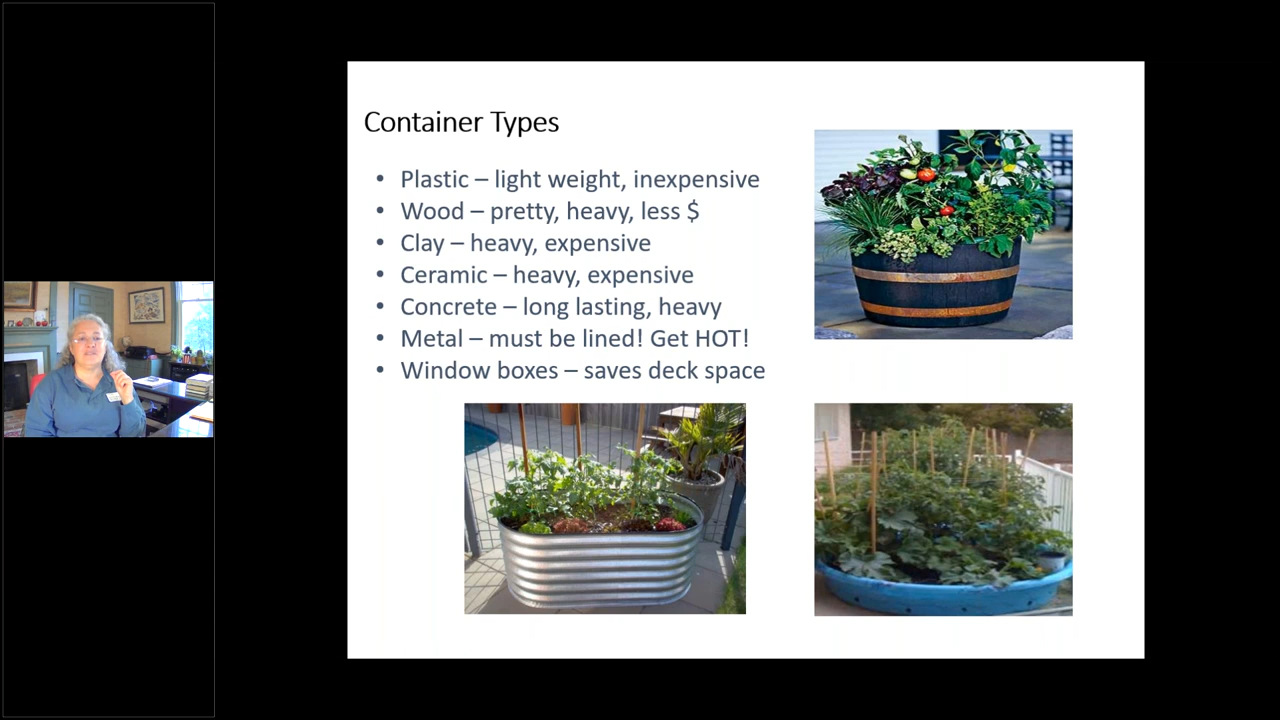 Container Types
• Plastic – light weight, inexpensive
• Wood – pretty, heavy, less $
• Clay – heavy, expensive
• Ceramic – heavy, expensive
• Concrete – long lasting, heavy
• Metal – must be lined! Get HOT!
• Window boxes – saves deck space